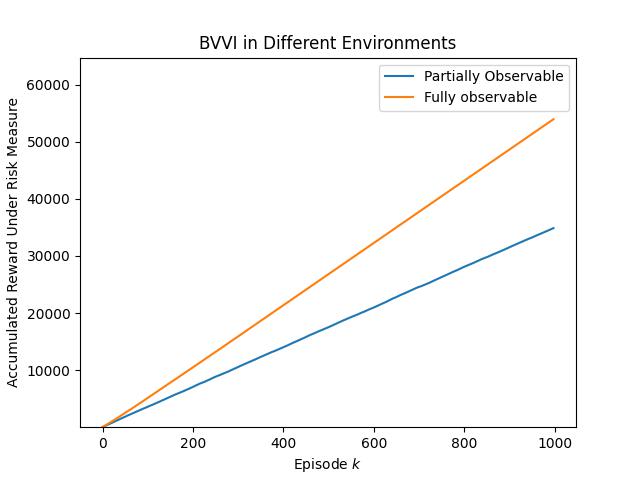 BVVI in Different Environments
Partially Observable
Fully observable
Accumulated Reward Under Risk Measure
60000
50000
40000
30000
20000
10000
0 200 400 600 800 1000
Episode k